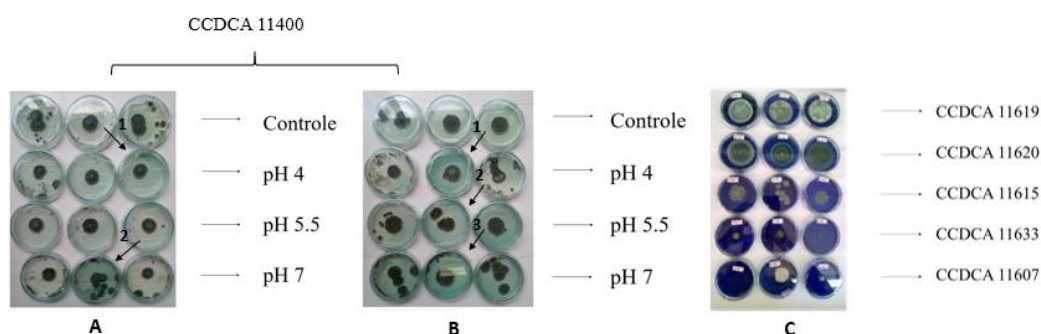 CCDCA 11400
1
2
Controle
pH 4
pH 5.5
pH 7
A
1
2
3
Controle
pH 4
pH 5.5
pH 7
B
CCDCA 11619
CCDCA 11620
CCDCA 11615
CCDCA 11633
CCDCA 11607
C